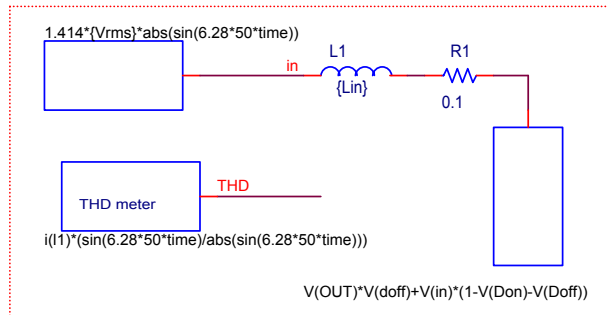 1.414*{Vrms}*abs(sin(6.28*50*time))
L1
R1
in
{Lin}
0.1
THD
THD meter
i(l1)*(sin(6.28*50*time)/abs(sin(6.28*50*time)))
V(OUT)*V(doff)+V(in)*(1-V(Don)-V(Doff))